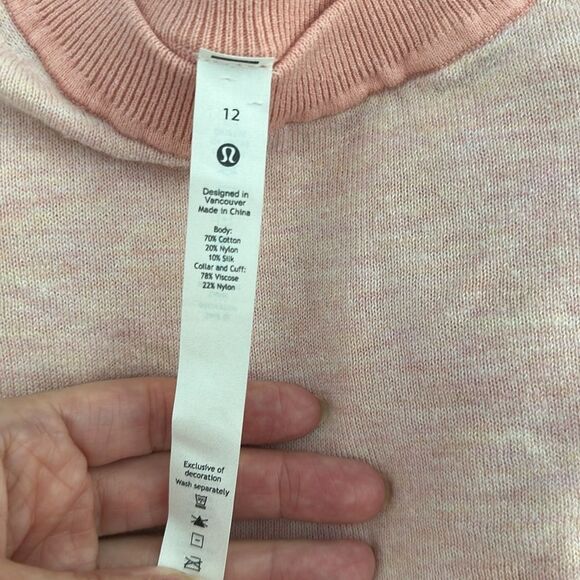 12
Designed in
Vancouver
Made in China
Body:
70% Cotton
20% Nylon
10% Silk
Collar and Cuff:
78% Viscose
22% Nylon
Exclusive of
decoration
Wash separately